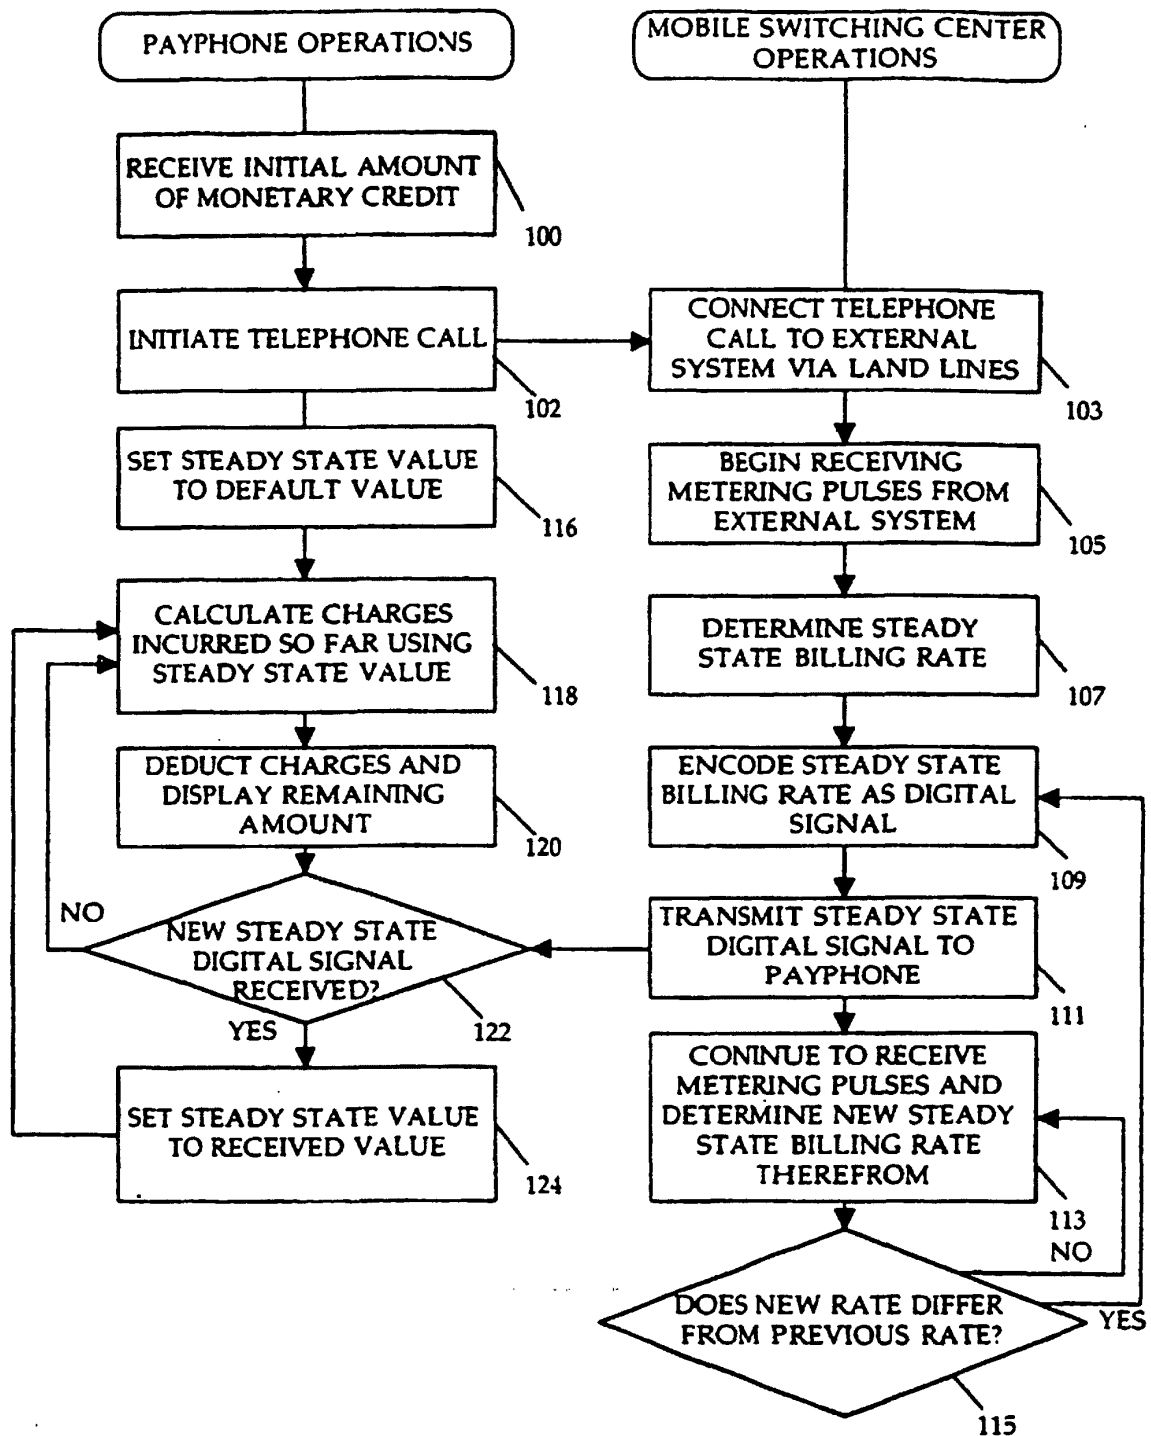 PAYPHONE OPERATIONS
RECEIVE INITIAL AMOUNT
OF MONETARY CREDIT
100
INITIATE TELEPHONE CALL
102
SET STEADY STATE VALUE
TO DEFAULT VALUE
116
CALCULATE CHARGES
INCURRED SO FAR USING
STEADY STATE VALUE
118
DEDUCT CHARGES AND
DISPLAY REMAINING
AMOUNT
120
NO
NEW STEADY STATE
DIGITAL SIGNAL
RECEIVED?
YES
122
SET STEADY STATE VALUE
TO RECEIVED VALUE
124
MOBILE SWITCHING CENTER
OPERATIONS
CONNECT TELEPHONE
CALL TO EXTERNAL
SYSTEM VIA LAND LINES
103
BEGIN RECEIVING
METERING PULSES FROM
EXTERNAL SYSTEM
105
DETERMINE STEADY
STATE BILLING RATE
107
ENCODE STEADY STATE
BILLING RATE AS DIGITAL
SIGNAL
109
TRANSMIT STEADY STATE
DIGITAL SIGNAL TO
PAYPHONE
111
CONINUE TO RECEIVE
METERING PULSES AND
DETERMINE NEW STEADY
STATE BILLING RATE
THEREFROM
113
NO
DOES NEW RATE DIFFER
FROM PREVIOUS RATE?
YES
115